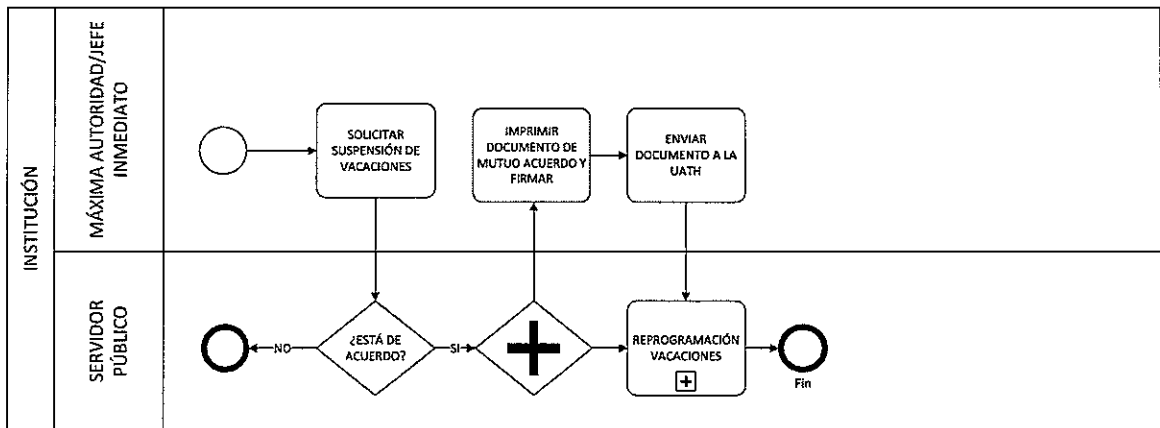 INSTITUCIÓN
MÁXIMA AUTORIDAD/JEFE
INMEDIATO
SOLICITAR
SUSPENSIÓN DE
VACACIONES
IMPRIMIR
DOCUMENTO DE
MUTUO ACUERDO Y
FIRMAR
ENVIAR
DOCUMENTO A LA
UATH
SERVIDOR
PÚBLICO
NO
¿ESTÁ DE
ACUERDO?
SI
REPROGRAMACIÓN
VACACIONES
Fin